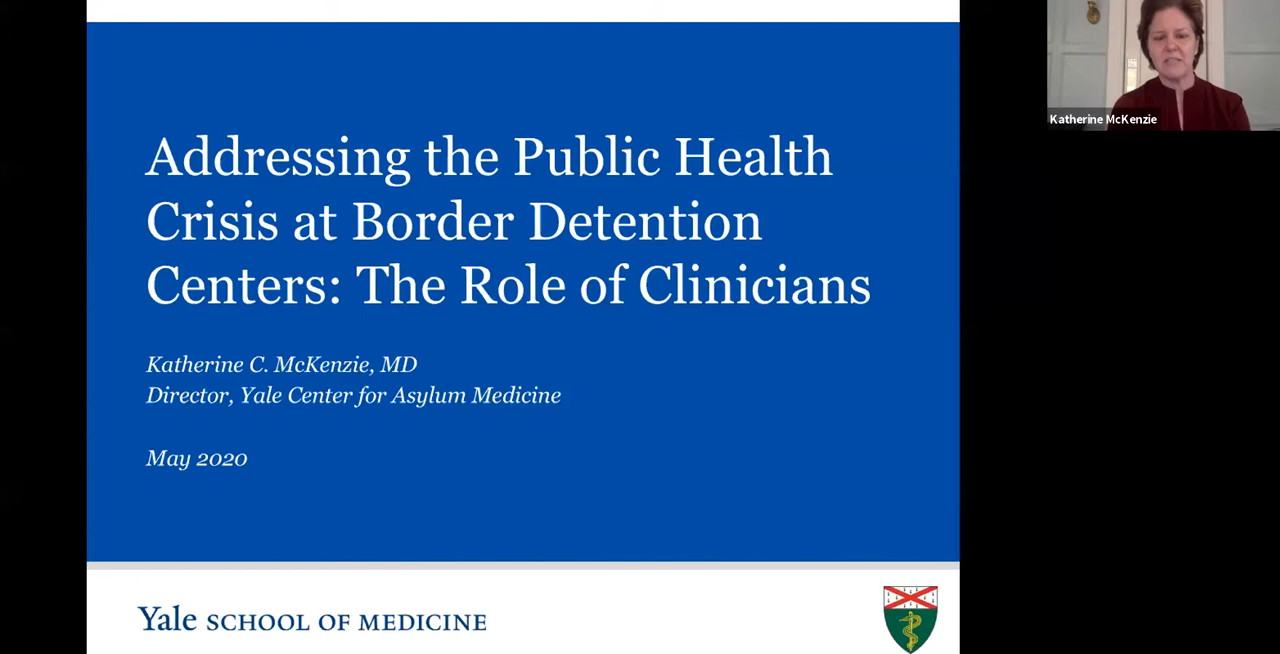 Addressing the Public Health
Crisis at Border Detention
Centers: The Role of Clinicians
Katherine C. McKenzie, MD
Director, Yale Center for Asylum Medicine
May 2020
Yale SCHOOL OF MEDICINE
Katherine McKenzie